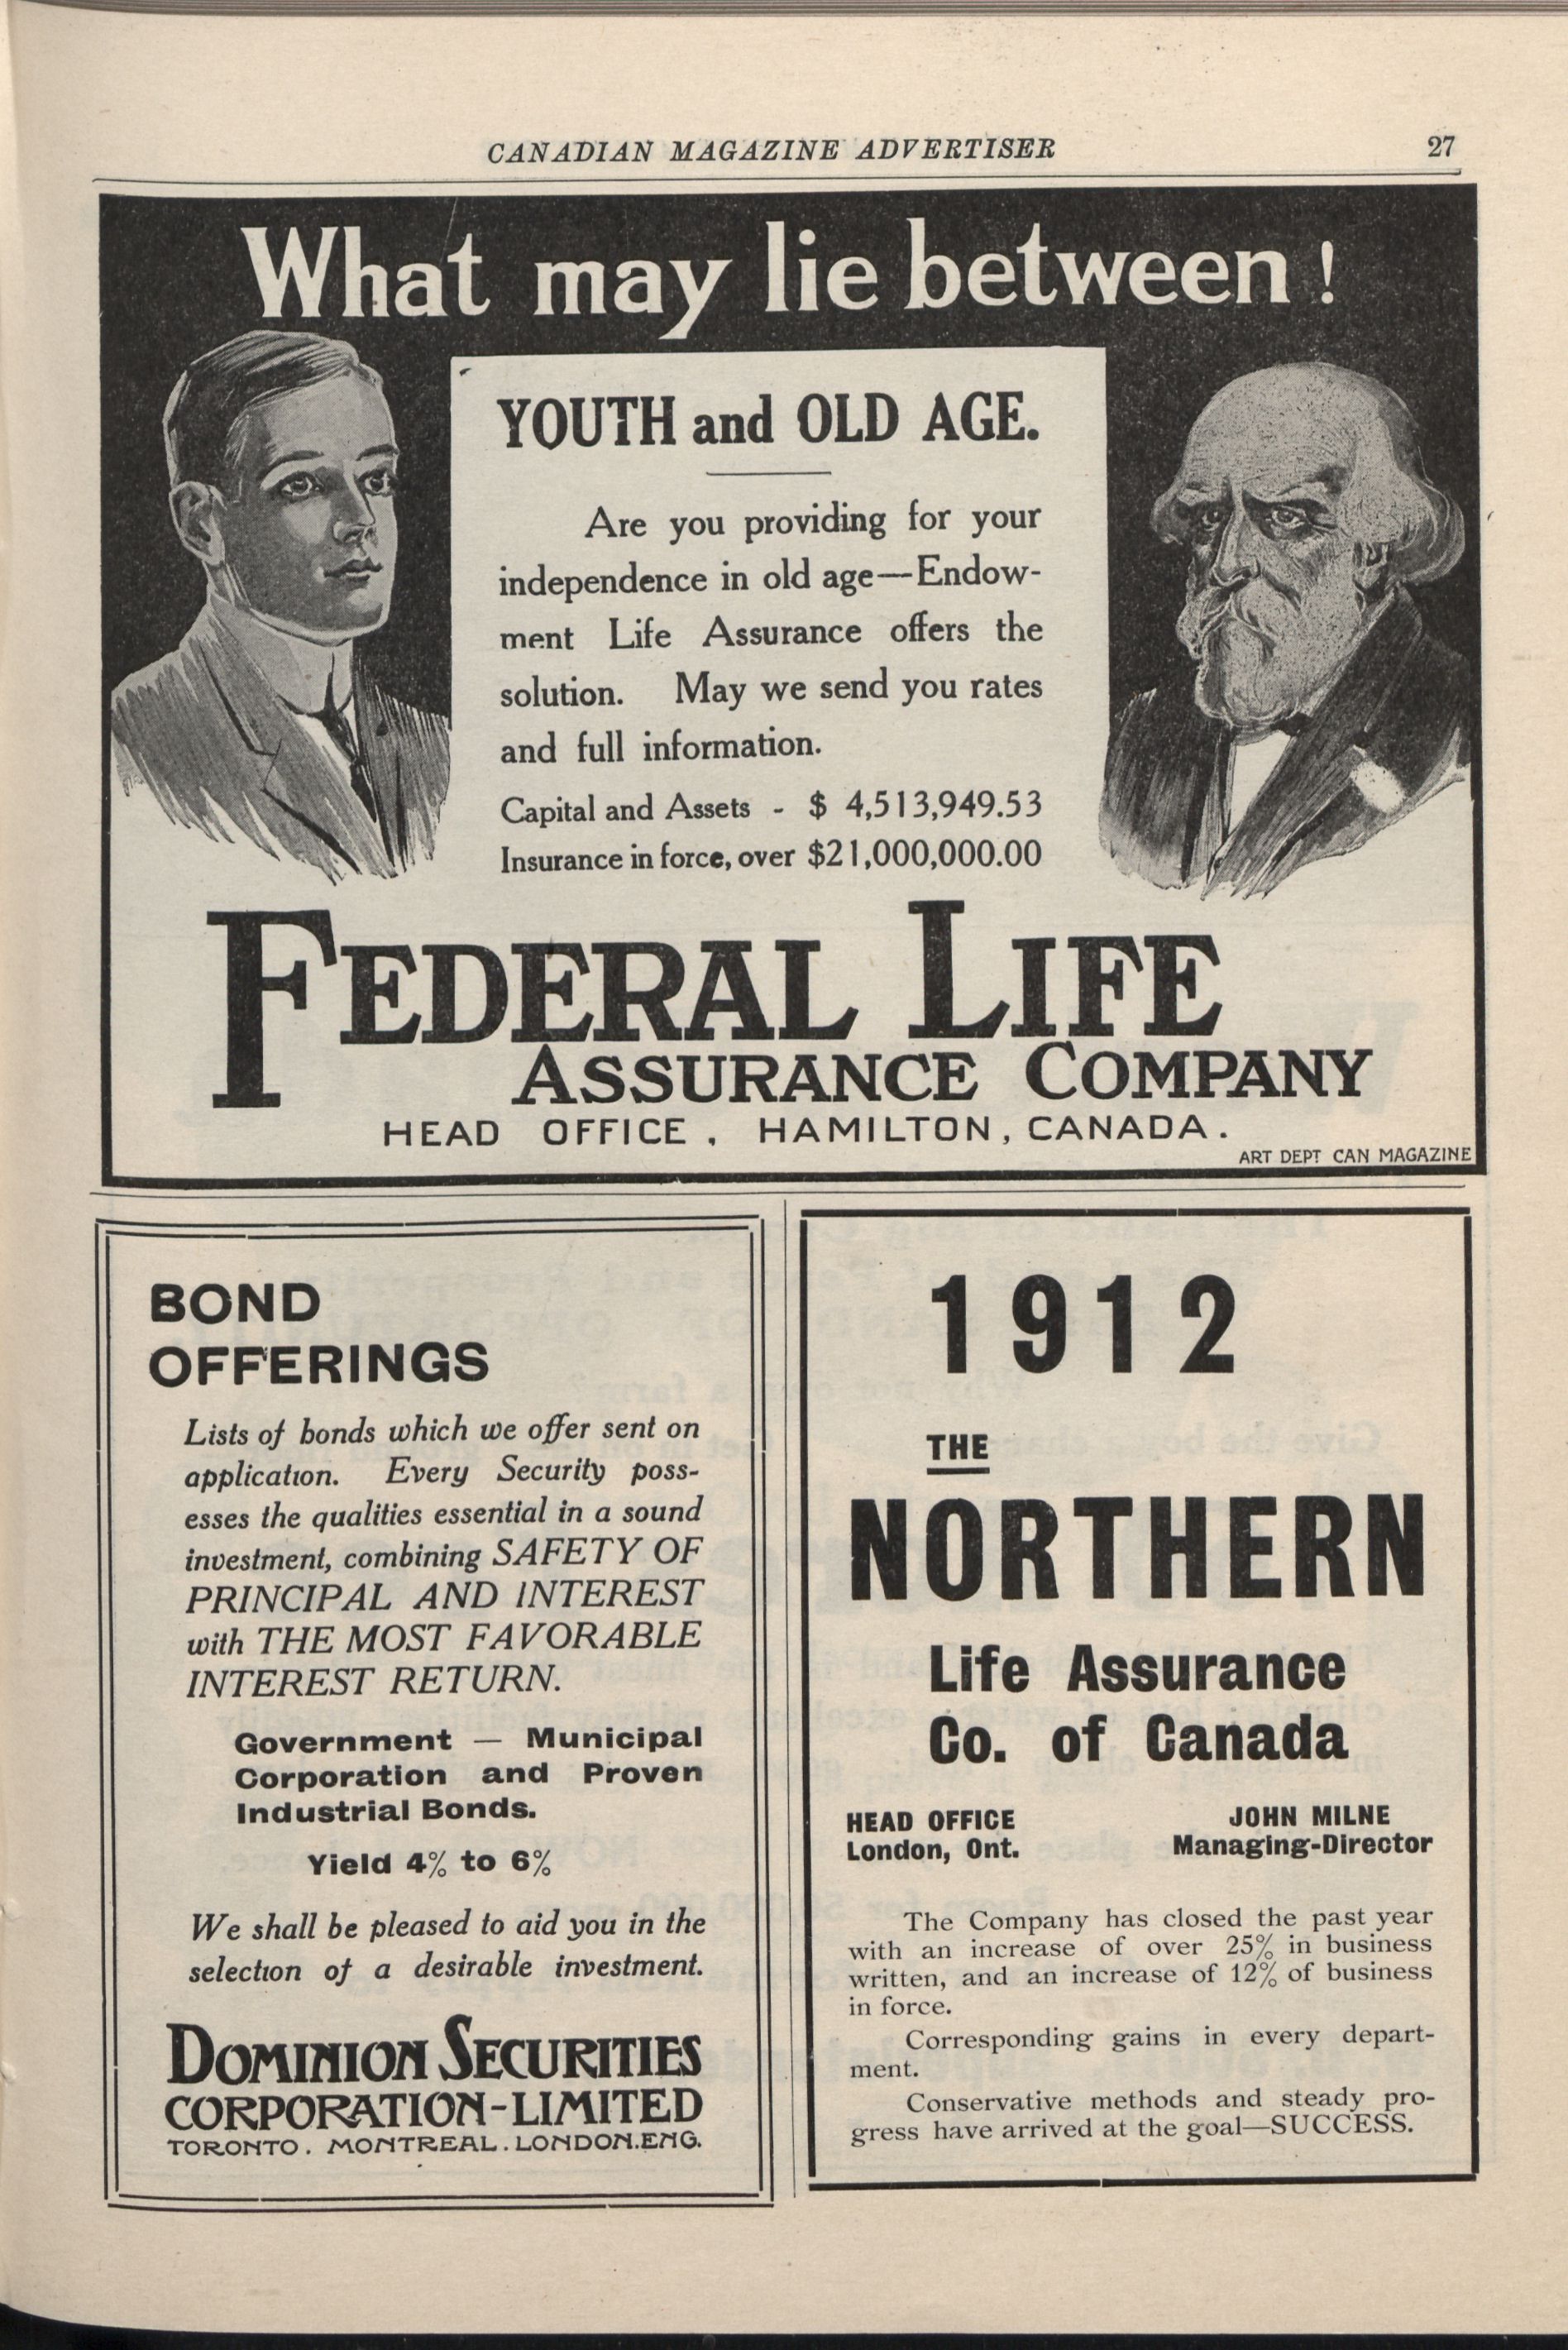 CANADIAN MAGAZINE ADVERTISER 27
What may lie between!
YOUTH and OLD AGE.
Are you providing for your
independence in old age—Endow-
ment Life Assurance offers the
solution. May we send you rates
and full information.
Capital and Assets - $ 4,513,949.53
Insurance in force, over $21,000,000.00
FEDERAL LIFE
ASSURANCE COMPANY
HEAD OFFICE, HAMILTON, CANADA.
ART DEPT CAN MAGAZINE
BOND
OFFERINGS
Lists of bonds which we offer sent on
application. Every Security poss-
esses the qualities essential in a sound
investment, combining SAFETY OF
PRINCIPAL AND INTEREST
with THE MOST FAVORABLE
INTEREST RETURN.
Government — Municipal
Corporation and Proven
Industrial Bonds.
Yield 4% to 6%
We shall be pleased to aid you in the
selection of a desirable investment.
DOMINION SECURITIES
CORPORATION-LIMITED
TORONTO. MONTREAL. LONDON. ENG.
1912
THE
NORTHERN
Life Assurance
Co. of Canada
HEAD OFFICE JOHN MILNE
London, Ont. Managing-Director
The Company has closed the past year
with an increase of over 25% in business
written, and an increase of 12% of business
in force.
Corresponding gains in every depart-
ment.
Conservative methods and steady pro-
gress have arrived at the goal—SUCCESS.